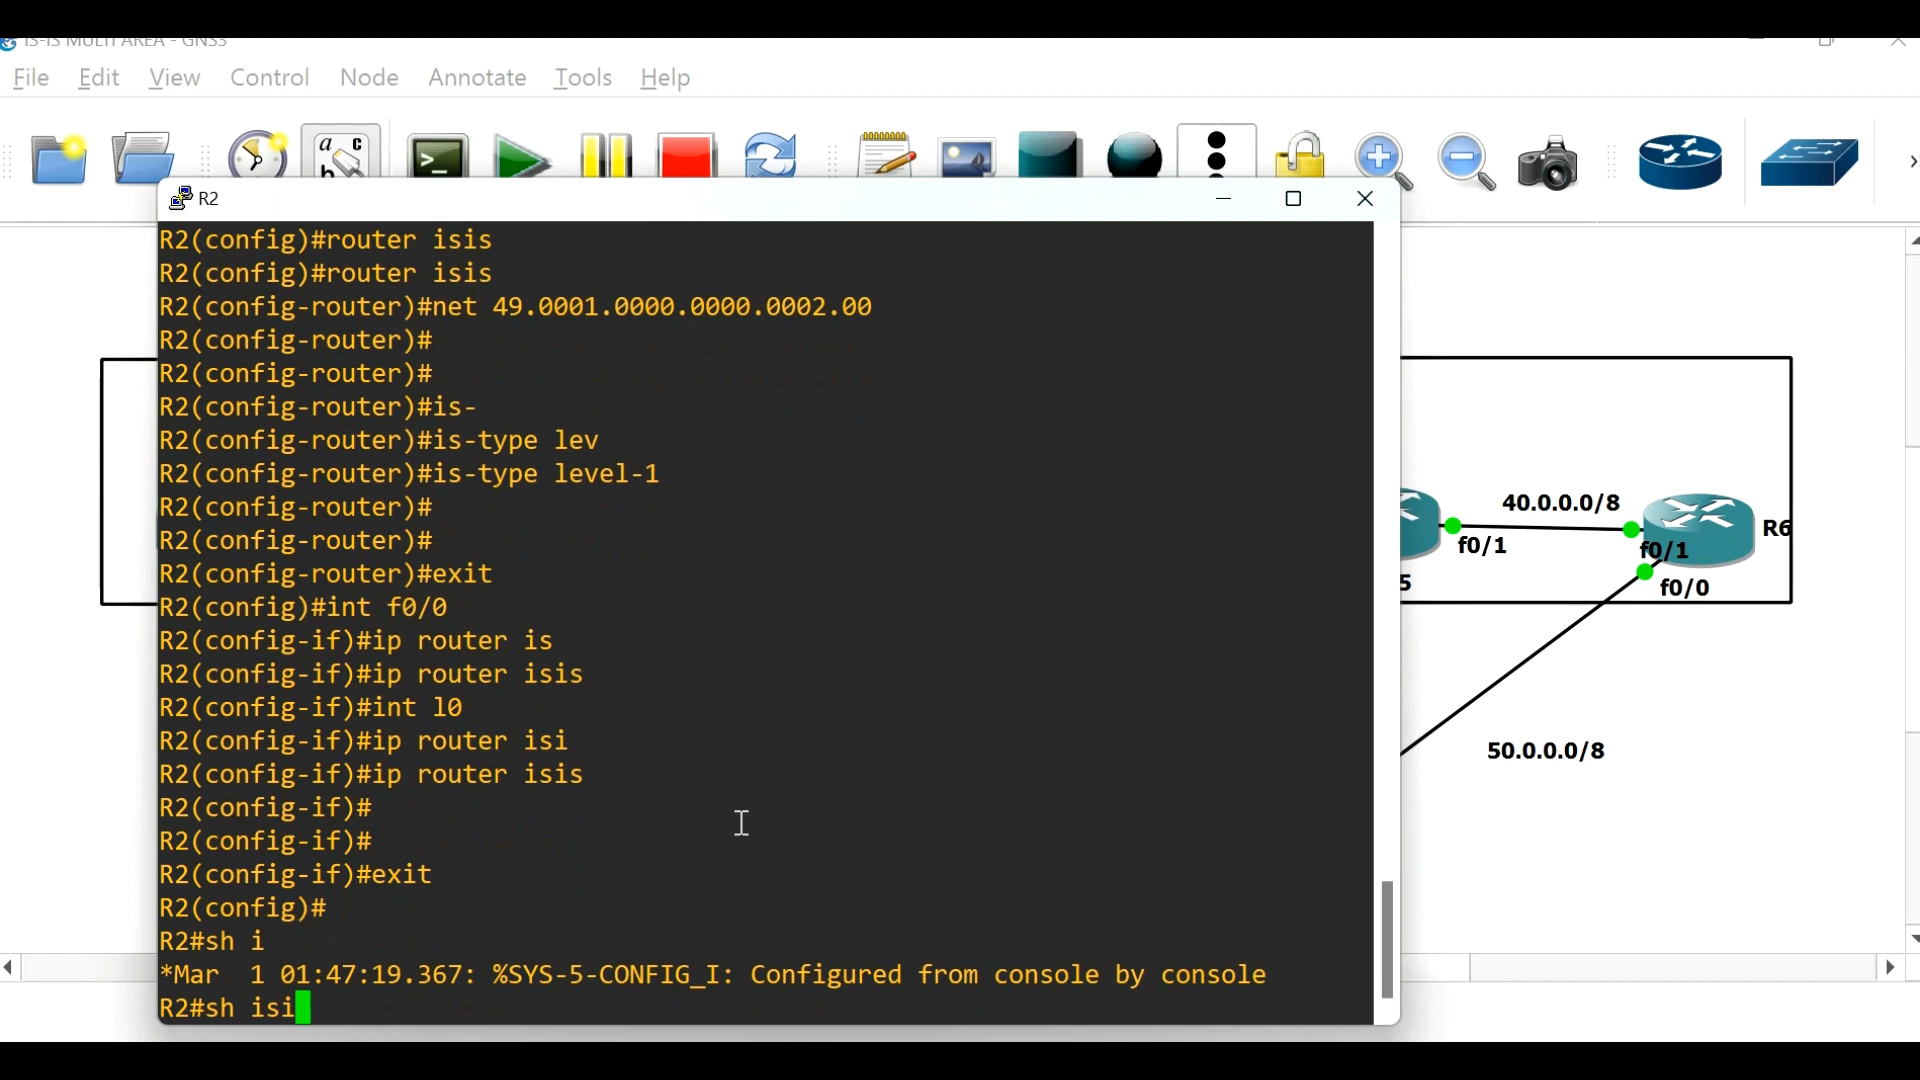 IS-IS MULTI AREA - GNS3
File Edit View Control Node Annotate Tools Help
a c
b
R2
R2(config)#router isis
R2(config)#router isis
R2(config-router)#net 49.0001.0000.0000.0002.00
R2(config-router)#
R2(config-router)#
R2(config-router)#is-
R2(config-router)#is-type lev
R2(config-router)#is-type level-1
R2(config-router)#
R2(config-router)#
R2(config-router)#exit
R2(config)#int f0/0
R2(config-if)#ip router is
R2(config-if)#ip router isis
R2(config-if)#int l0
R2(config-if)#ip router isi
R2(config-if)#ip router isis
R2(config-if)#
R2(config-if)#
R2(config-if)#exit
R2(config)#
R2#sh i
*Mar  1 01:47:19.367: %SYS-5-CONFIG_I: Configured from console by console
R2#sh isi
40.0.0.0/8
R6
f0/1
f0/1
5
f0/0
50.0.0.0/8